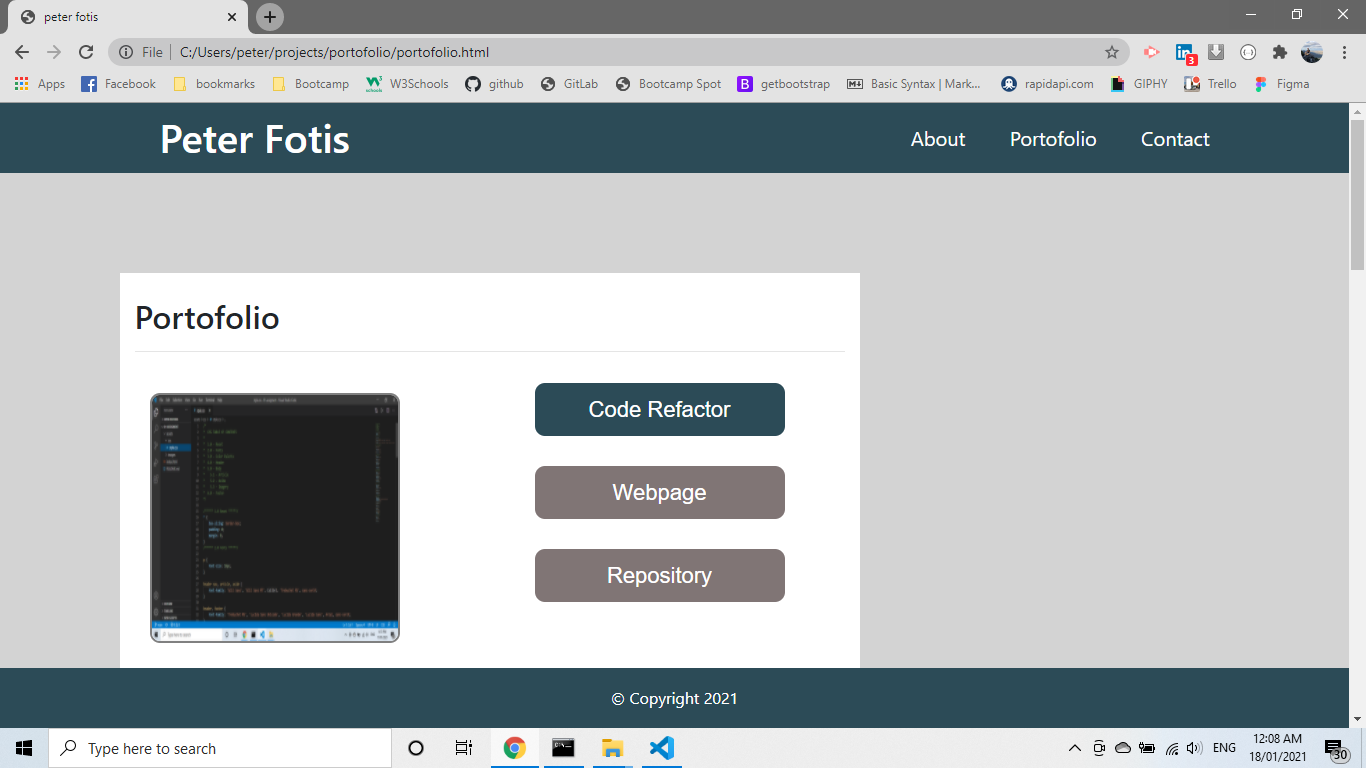 peter fotis
File C:/Users/peter/projects/portofolio/portofolio.html
3
Apps Facebook bookmarks Bootcamp W3Schools github GitLab Bootcamp Spot getbootstrap Basic Syntax | Mark... rapidapi.com GIPHY Trello Figma
Peter Fotis About Portofolio Contact
Portofolio
Code Refactor
Webpage
Repository
© Copyright 2021
Type here to search ENG 12:08 AM
18/01/2021 30